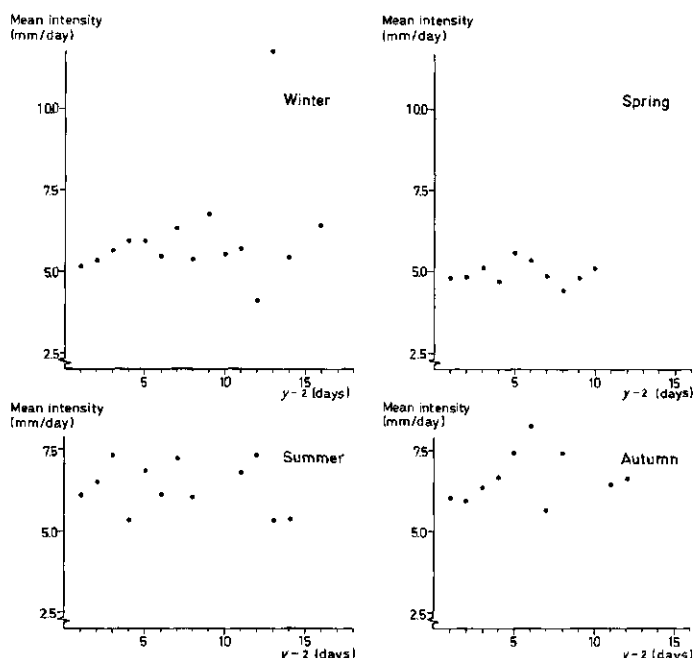 Mean intensity
(mm/day)
Winter
10.0
7.5
5.0
2.5
5
10
15
y-2 (days)
Mean intensity
(mm/day)
Spring
10.0
7.5
5.0
2.5
5
10
15
y-2 (days)
Mean intensity
(mm/day)
Summer
7.5
5.0
2.5
5
10
15
y-2 (days)
Mean intensity
(mm/day)
Autumn
7.5
5.0
2.5
5
10
15
y-2 (days)